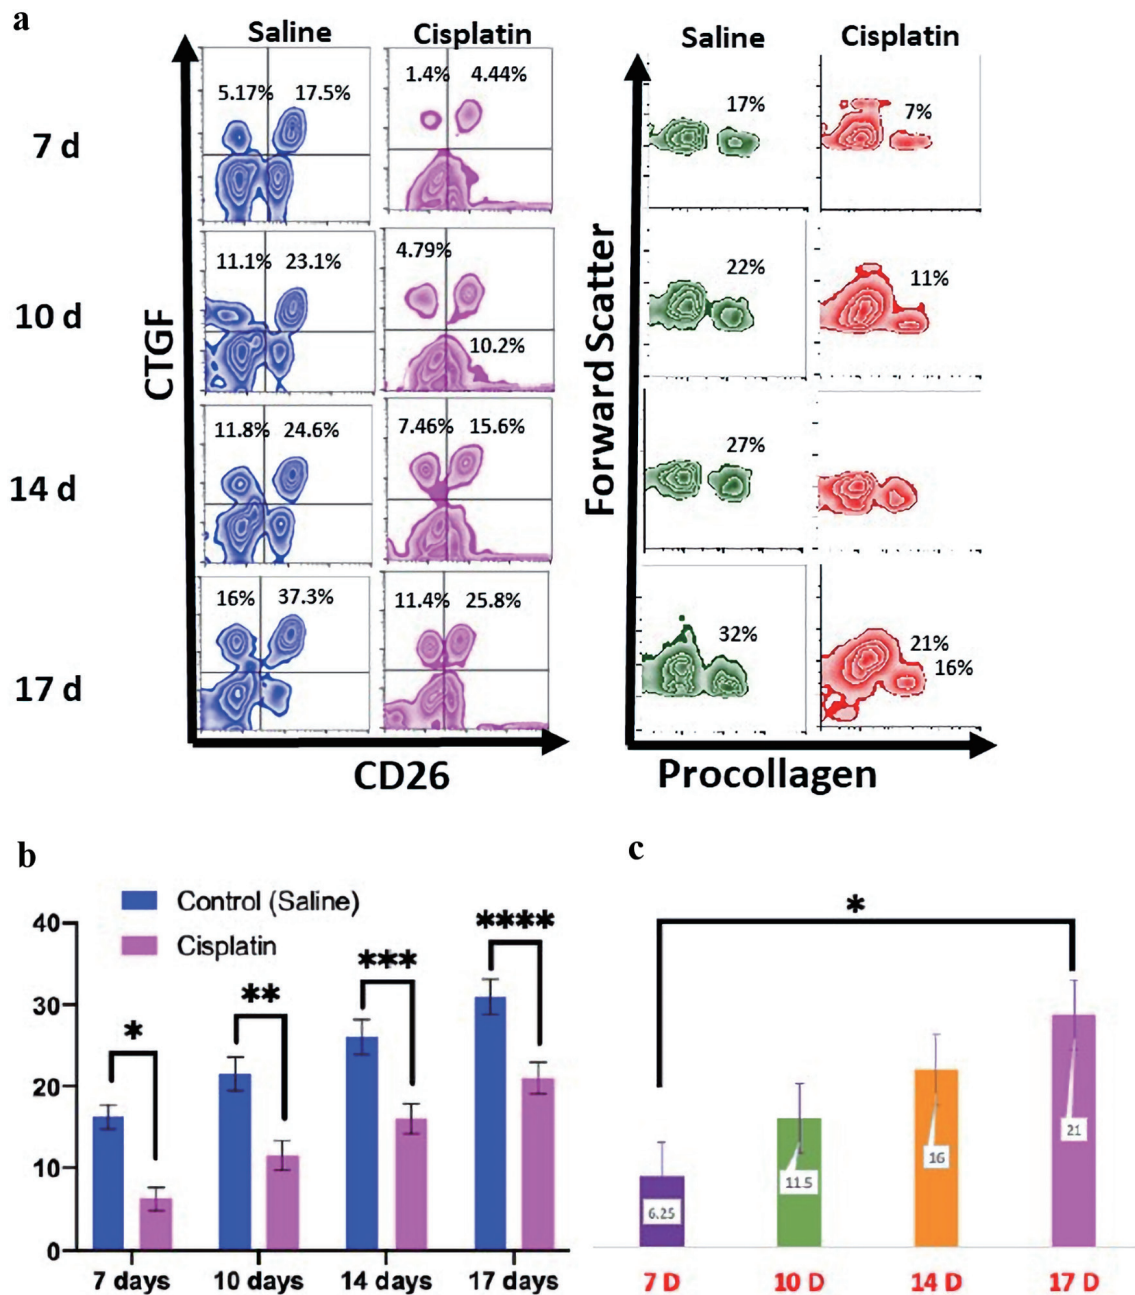 a
Saline
Cisplatin
Saline
Cisplatin
7 d
5.17%
17.5%
1.4%
4.44%
17%
7%
10 d
11.1%
23.1%
4.79%
10.2%
22%
11%
14 d
11.8%
24.6%
7.46%
15.6%
27%
17 d
16%
37.3%
11.4%
25.8%
32%
21%
16%
CTGF
CD26
Forward Scatter
Procollagen
b
Control (Saline)
Cisplatin
40
30
20
10
0
*
**
***
****
7 days
10 days
14 days
17 days
c
*
6.25
11.5
16
21
7 D
10 D
14 D
17 D